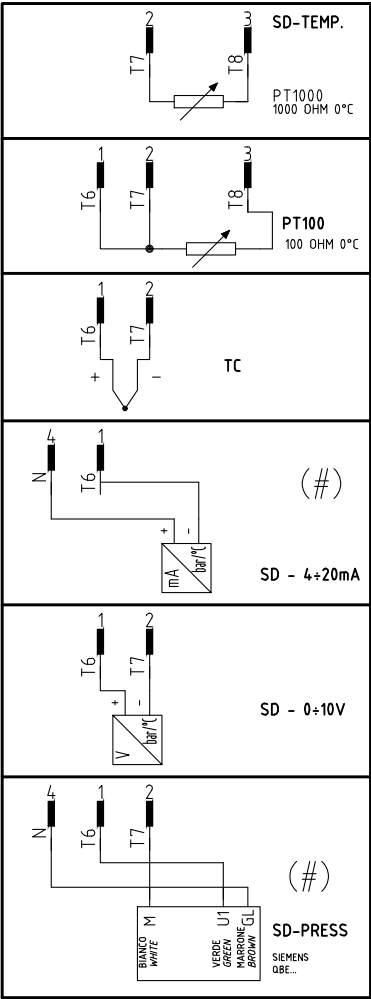 2 3 SD-TEMP.
T7 T8
PT1000
1000 OHM 0°C
1 2 3
T6 T7 T8
PT100
100 OHM 0°C
1 2
T6 T7
+ -
TC
4 1
N T6
(#)
+ -
mA bar/°C
SD - 4÷20mA
1 2
T6 T7
+ -
V bar/°C
SD - 0÷10V
4 1 2
N T6 T7
(#)
M U1 GL
BIANCO
WHITE
VERDE
GREEN
MARRONE
BROWN
SD-PRESS
SIEMENS
QBE...